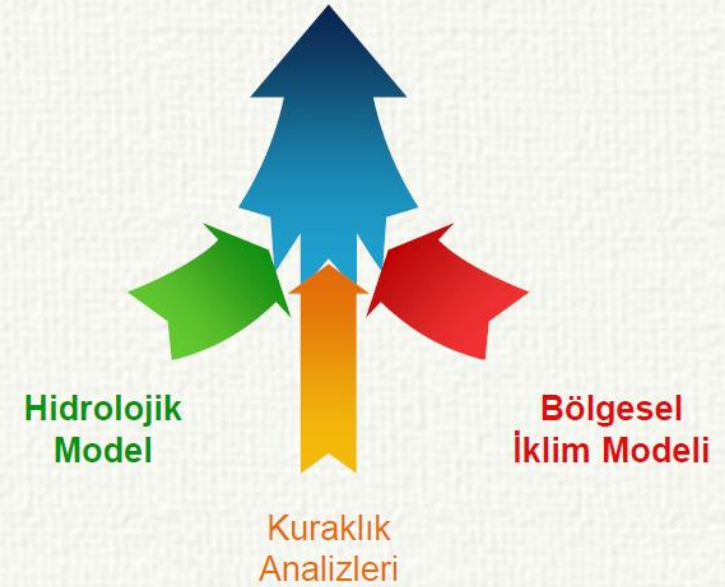 Hidrolojik
Model
Bölgesel
İklim Modeli
Kuraklık
Analizleri